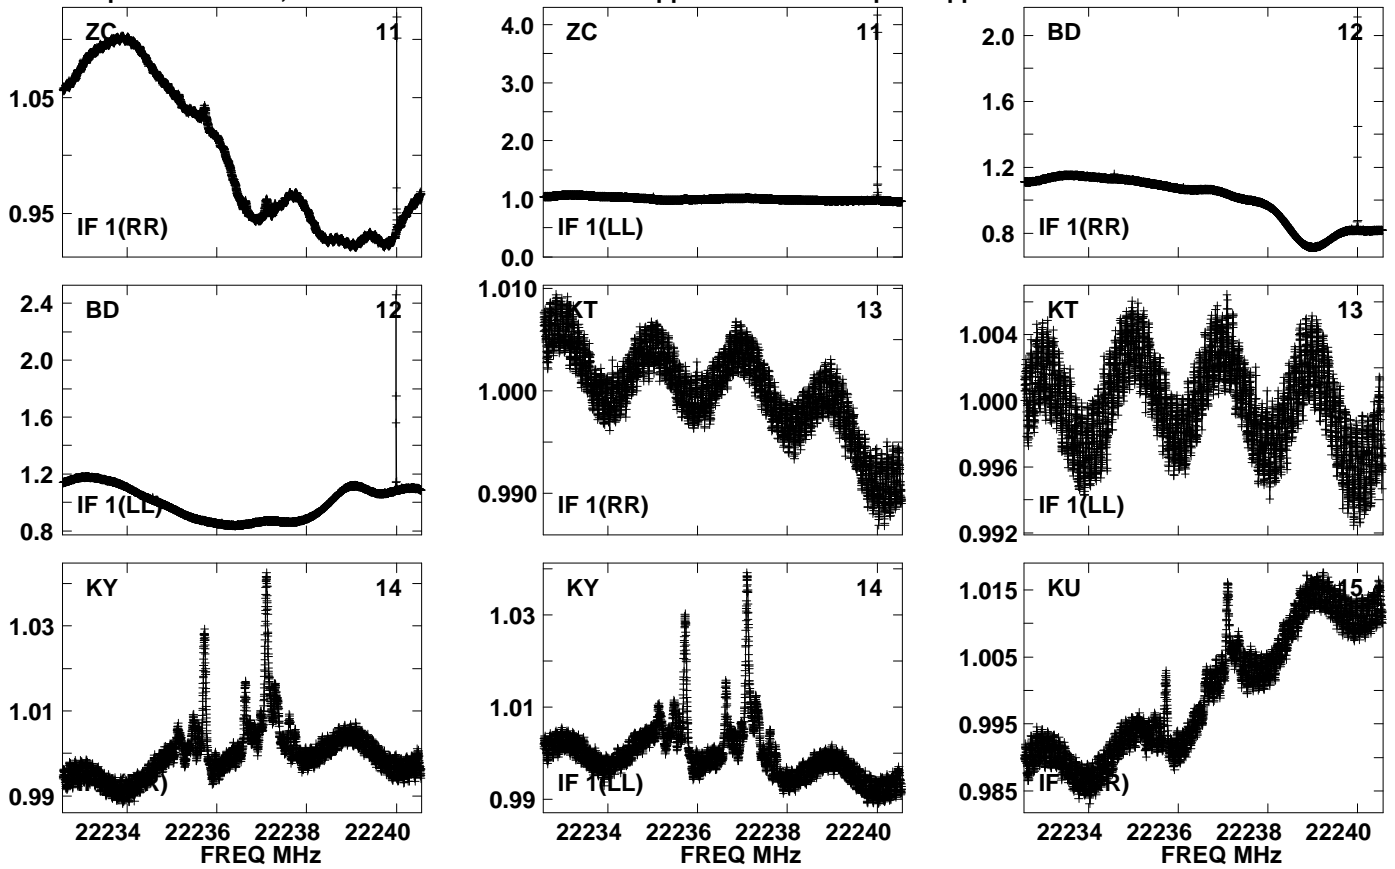 ZC 11
1.05
0.95
IF 1(RR)
ZC 11
4.0
3.0
2.0
1.0
0.0
IF 1(LL)
BD 12
2.0
1.6
1.2
0.8
IF 1(RR)
BD 12
2.4
2.0
1.6
1.2
0.8
IF 1(LL)
KT 13
1.010
1.000
0.990
IF 1(RR)
KT 13
1.004
1.000
0.996
0.992
IF 1(LL)
KY 14
1.03
1.01
0.99
22234 22236 22238 22240
FREQ MHz
KY 14
1.03
1.01
0.99
IF 1(LL)
22234 22236 22238 22240
KU 15
1.015
1.005
0.995
0.985
22234 22236 22238 22240
FREQ MHz